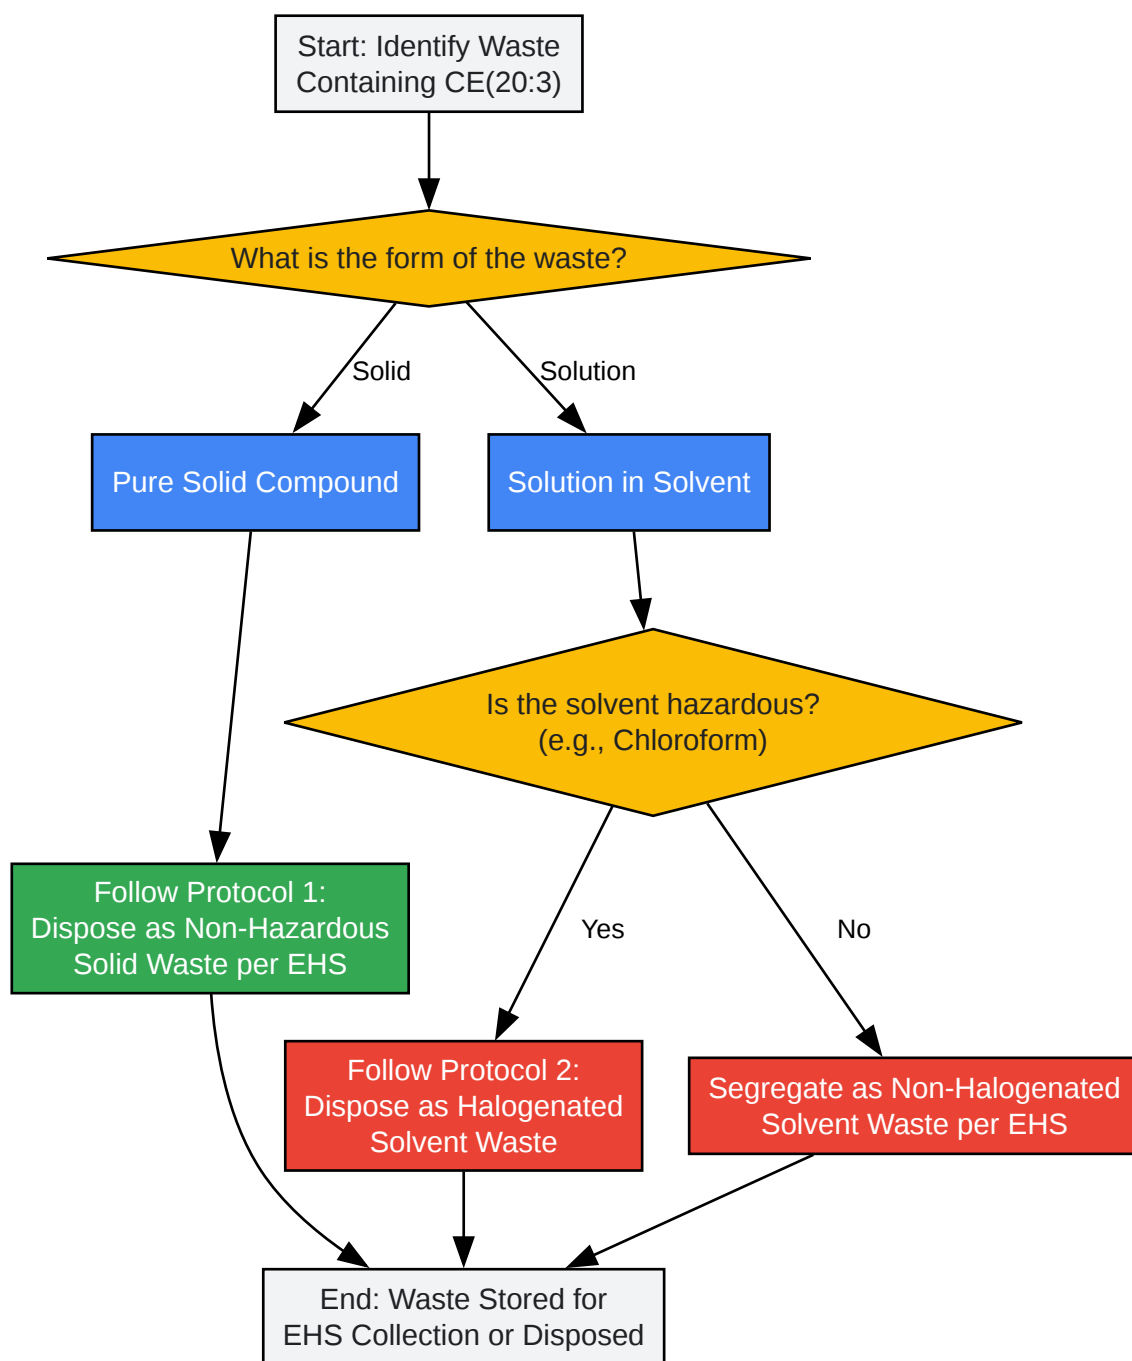 Start: Identify Waste
Containing CE(20:3)
What is the form of the waste?
Solid
Solution
Pure Solid Compound
Solution in Solvent
Is the solvent hazardous?
(e.g., Chloroform)
Follow Protocol 1:
Dispose as Non-Hazardous
Solid Waste per EHS
Yes
No
Follow Protocol 2:
Dispose as Halogenated
Solvent Waste
Segregate as Non-Halogenated
Solvent Waste per EHS
End: Waste Stored for
EHS Collection or Disposed